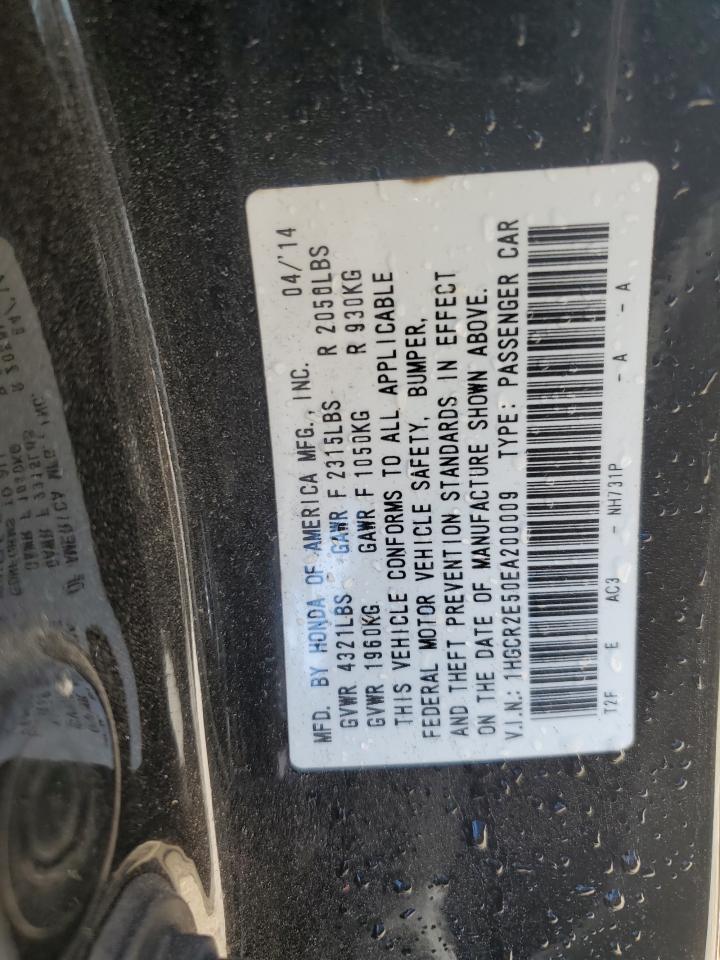 MFD. BY HONDA OF AMERICA MFG., INC. 04/'14
GVWR 4321LBS GAWR F 2315LBS R 2050LBS
GVWR 1960KG GAWR F 1050KG R 930KG
THIS VEHICLE CONFORMS TO ALL APPLICABLE
FEDERAL MOTOR VEHICLE SAFETY, BUMPER,
AND THEFT PREVENTION STANDARDS IN EFFECT
ON THE DATE OF MANUFACTURE SHOWN ABOVE.
V.I.N.: 1HGCR2E50EA200009 TYPE: PASSENGER CAR
T2F E AC3 - NH731P - A - A